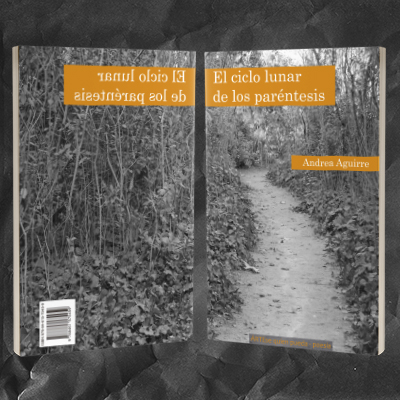 El ciclo lunar
de los paréntesis
El ciclo lunar
de los paréntesis
Andrea Aguirre